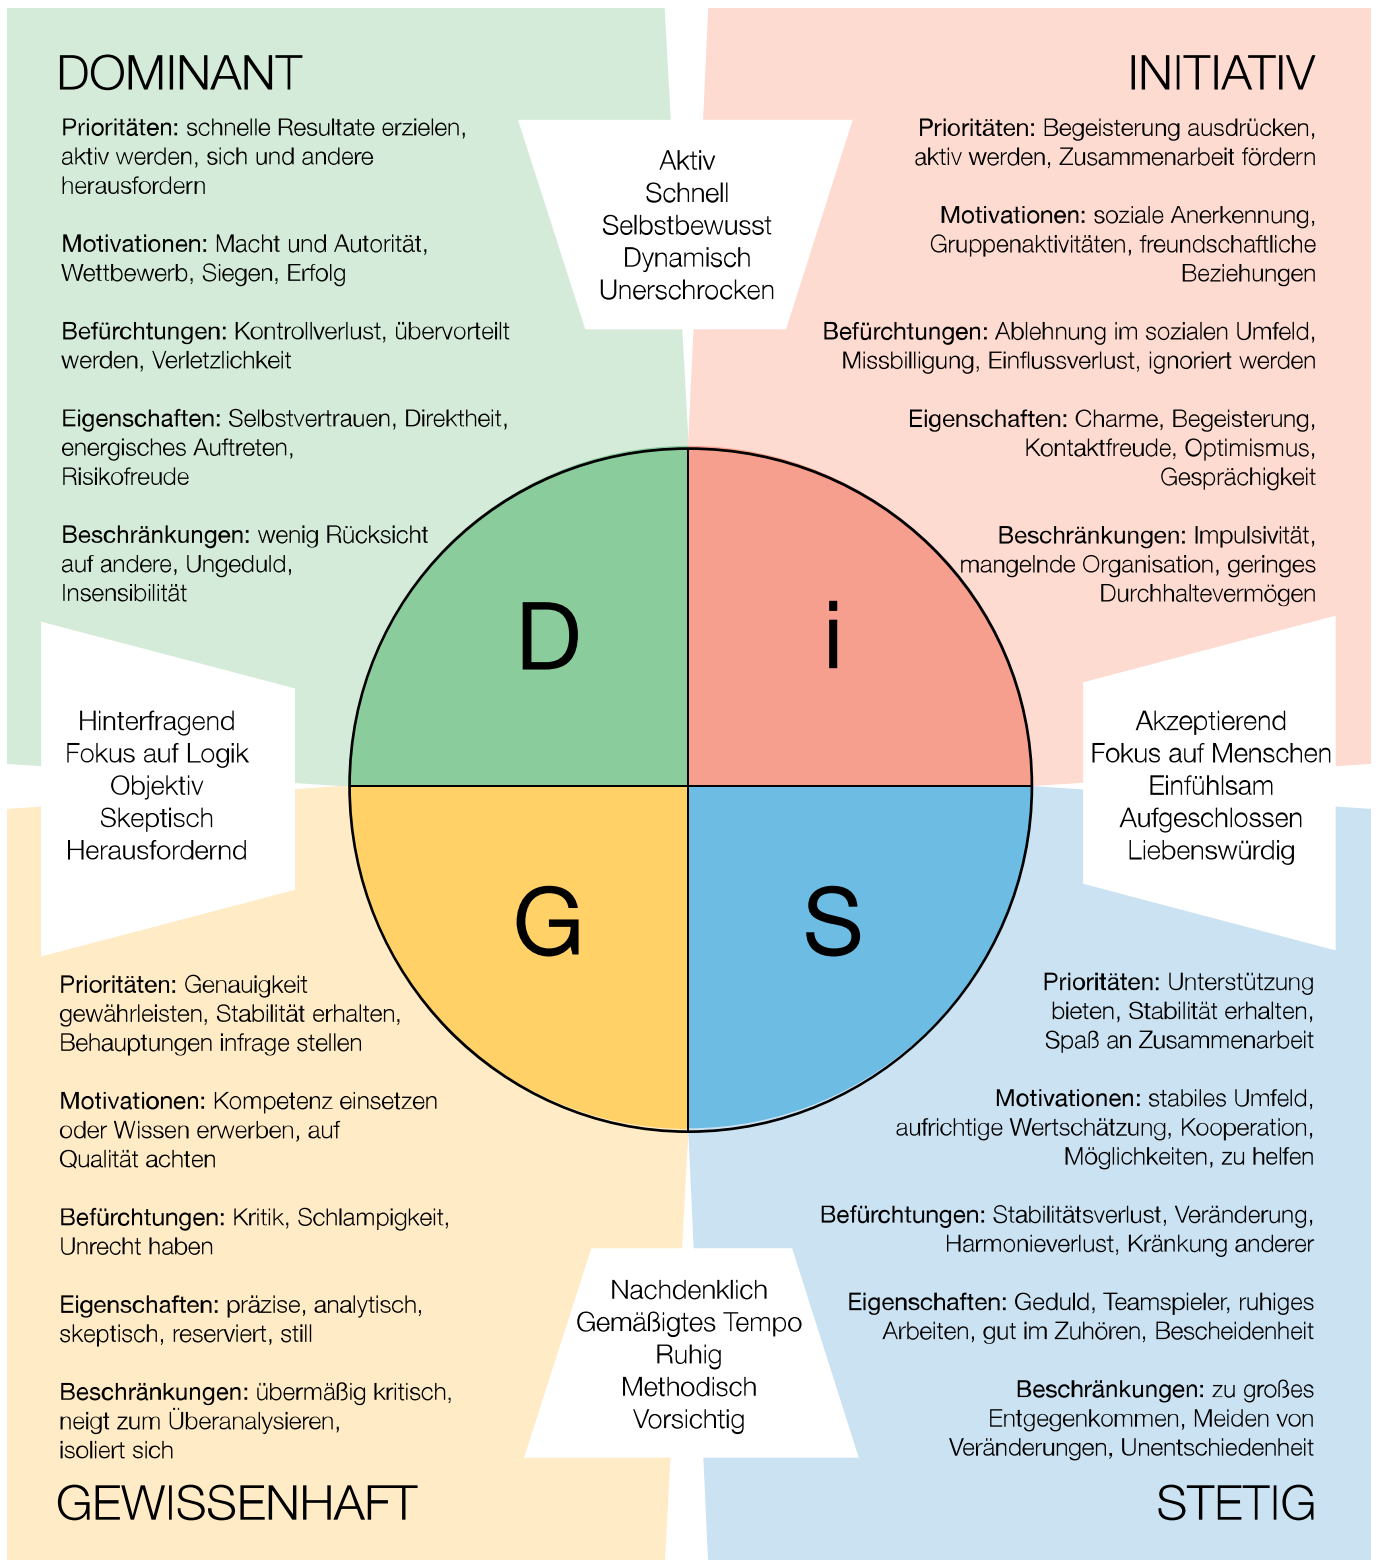 DOMINANT
Prioritäten: schnelle Resultate erzielen,
aktiv werden, sich und andere
herausfordern
Motivationen: Macht und Autorität,
Wettbewerb, Siegen, Erfolg
Befürchtungen: Kontrollverlust, übervorteilt
werden, Verletzlichkeit
Eigenschaften: Selbstvertrauen, Direktheit,
energisches Auftreten,
Risikofreude
Beschränkungen: wenig Rücksicht
auf andere, Ungeduld,
Insensibilität
Aktiv
Schnell
Selbstbewusst
Dynamisch
Unerschrocken
INITIATIV
Prioritäten: Begeisterung ausdrücken,
aktiv werden, Zusammenarbeit fördern
Motivationen: soziale Anerkennung,
Gruppenaktivitäten, freundschaftliche
Beziehungen
Befürchtungen: Ablehnung im sozialen Umfeld,
Missbilligung, Einflussverlust, ignoriert werden
Eigenschaften: Charme, Begeisterung,
Kontaktfreude, Optimismus,
Gesprächigkeit
Beschränkungen: Impulsivität,
mangelnde Organisation, geringes
Durchhaltevermögen
D
i
Hinterfragend
Fokus auf Logik
Objektiv
Skeptisch
Herausfordernd
Akzeptierend
Fokus auf Menschen
Einfühlsam
Aufgeschlossen
Liebenswürdig
G
S
Prioritäten: Genauigkeit
gewährleisten, Stabilität erhalten,
Behauptungen infrage stellen
Motivationen: Kompetenz einsetzen
oder Wissen erwerben, auf
Qualität achten
Befürchtungen: Kritik, Schlampigkeit,
Unrecht haben
Eigenschaften: präzise, analytisch,
skeptisch, reserviert, still
Beschränkungen: übermäßig kritisch,
neigt zum Überanalysieren,
isoliert sich
GEWISSENHAFT
Nachdenklich
Gemäßigtes Tempo
Ruhig
Methodisch
Vorsichtig
Prioritäten: Unterstützung
bieten, Stabilität erhalten,
Spaß an Zusammenarbeit
Motivationen: stabiles Umfeld,
aufrichtige Wertschätzung, Kooperation,
Möglichkeiten, zu helfen
Befürchtungen: Stabilitätsverlust, Veränderung,
Harmonieverlust, Kränkung anderer
Eigenschaften: Geduld, Teamspieler, ruhiges
Arbeiten, gut im Zuhören, Bescheidenheit
Beschränkungen: zu großes
Entgegenkommen, Meiden von
Veränderungen, Unentschiedenheit
STETIG